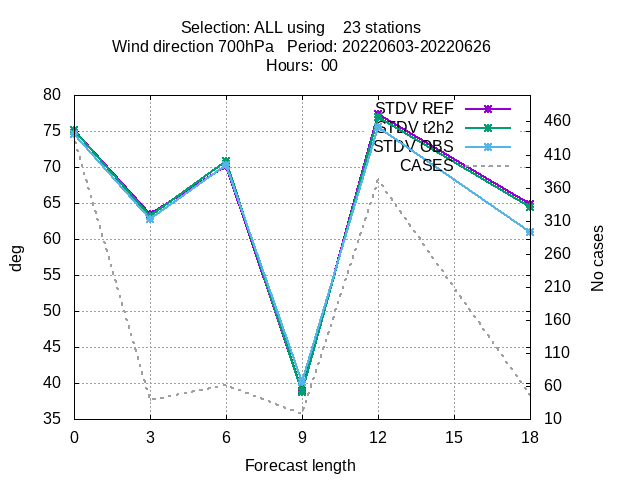 Selection: ALL using    23 stations
Wind direction 700hPa   Period: 20220603-20220626
Hours:  00
80
75
70
65
60
55
50
45
40
35
deg
STDV REF
STDV t2h2
STDV OBS
CASES
460
410
360
310
260
210
160
110
60
10
No cases
0 3 6 9 12 15 18
Forecast length